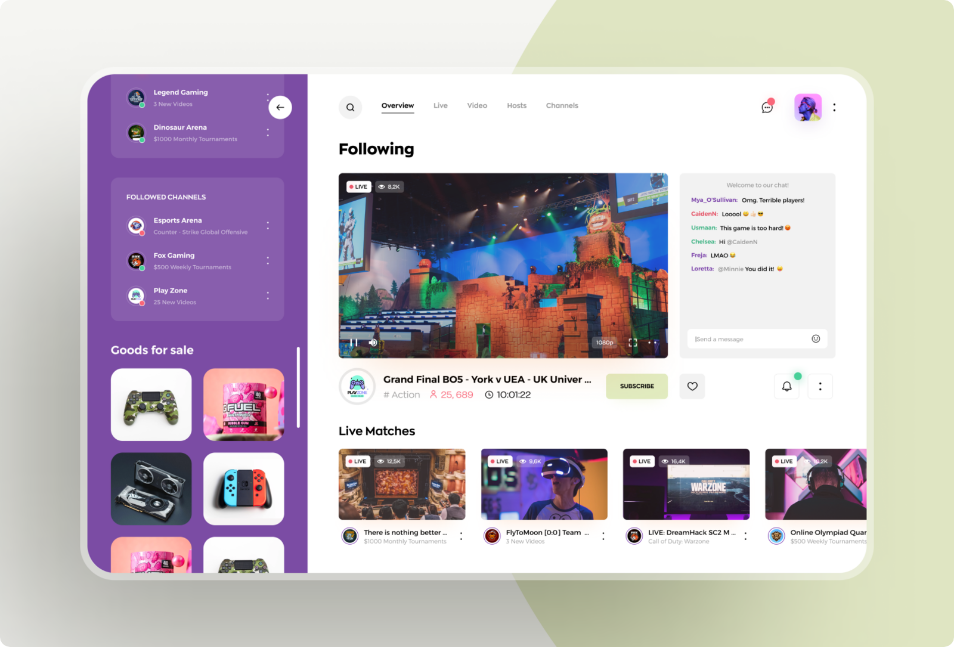 Legend Gaming
3 New Videos
Dinosaur Arena
$1000 Monthly Tournaments
FOLLOWED CHANNELS
Esports Arena
Counter - Strike Global Offensive
Fox Gaming
$500 Weekly Tournaments
Play Zone
25 New Videos
Goods for sale
GFUEL
Overview
Live
Video
Hosts
Channels
Following
LIVE
8,2K
1080p
Welcome to our chat!
Mya_O'Sullivan: Omg. Terrible players!
CaidenN: Looool 😄👍🏻😎
Usmaan: This game is too hard! 😡
Chelsea: Hi @CaidenN
Freja: LMAO 😂
Loretta: @Minnie You did it! 😸
Send a message
Grand Final BO5 - York v UEA - UK Univer ...
# Action
25, 689
10:01:22
SUBSCRIBE
Live Matches
LIVE
12,5K
There is nothing better ...
$1000 Monthly Tournaments
LIVE
9,6K
FlyToMoon [0:0] Team ...
3 New Videos
LIVE
16,4K
WARZONE
LIVE: DreamHack SC2 M ...
Call of Duty: Warzone
LIVE
Online Olympiad Quar
$500 Weekly Tournaments